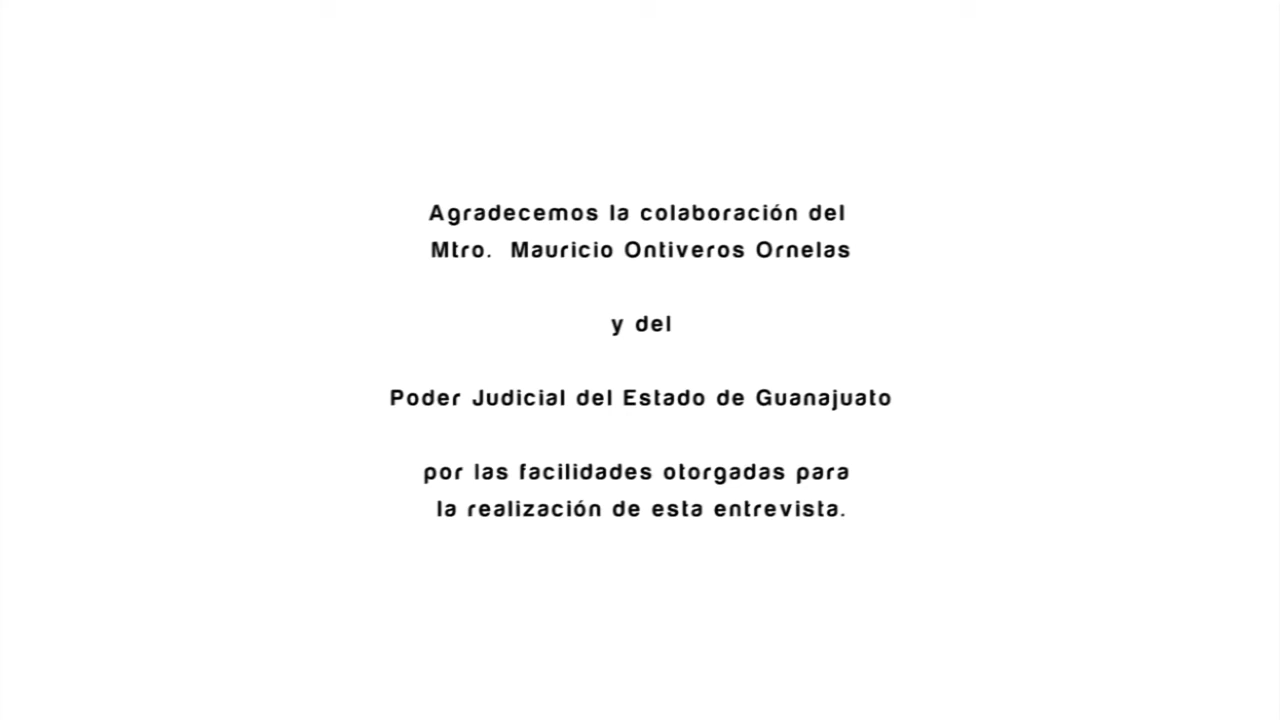 Agradecemos la colaboración del
Mtro. Mauricio Ontiveros Ornelas
y del
Poder Judicial del Estado de Guanajuato
por las facilidades otorgadas para
la realización de esta entrevista.